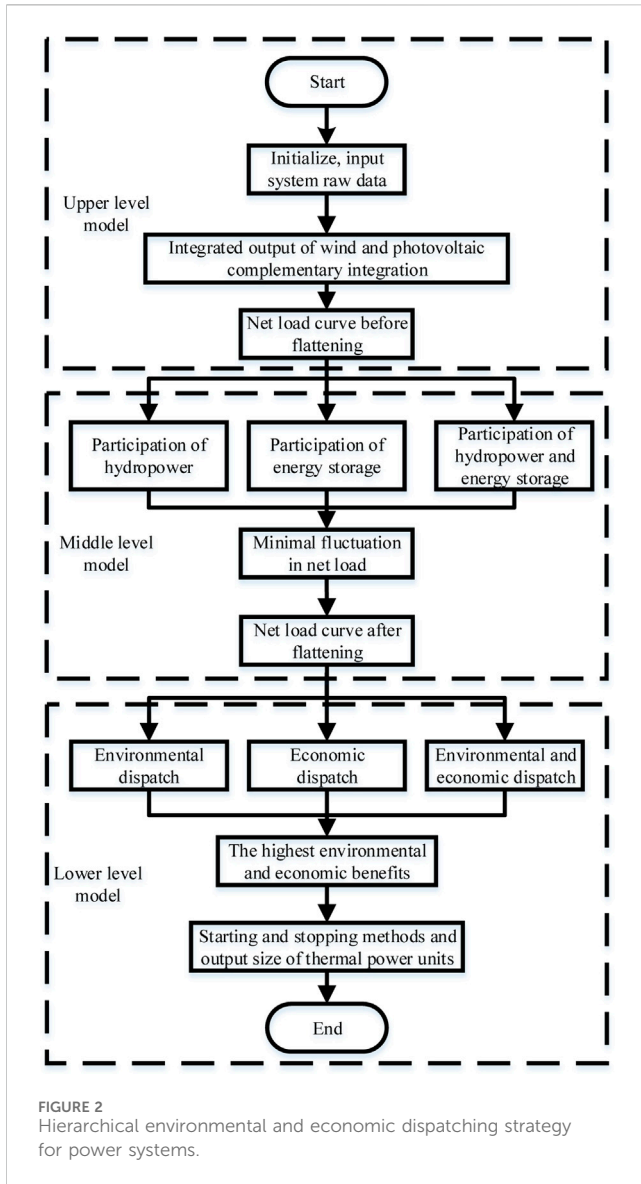 Start
Initialize, input
system raw data
Upper level
model
Integrated output of wind and photovoltaic
complementary integration
Net load curve before
flattening
Participation of
hydropower
Participation of
energy storage
Participation of
hydropower and
energy storage
Middle level
model
Minimal fluctuation
in net load
Net load curve after
flattening
Environmental
dispatch
Economic
dispatch
Environmental and
economic dispatch
Lower level
model
The highest environmental
and economic benefits
Starting and stopping methods and
output size of thermal power units
End
FIGURE 2
Hierarchical environmental and economic dispatching strategy
for power systems.